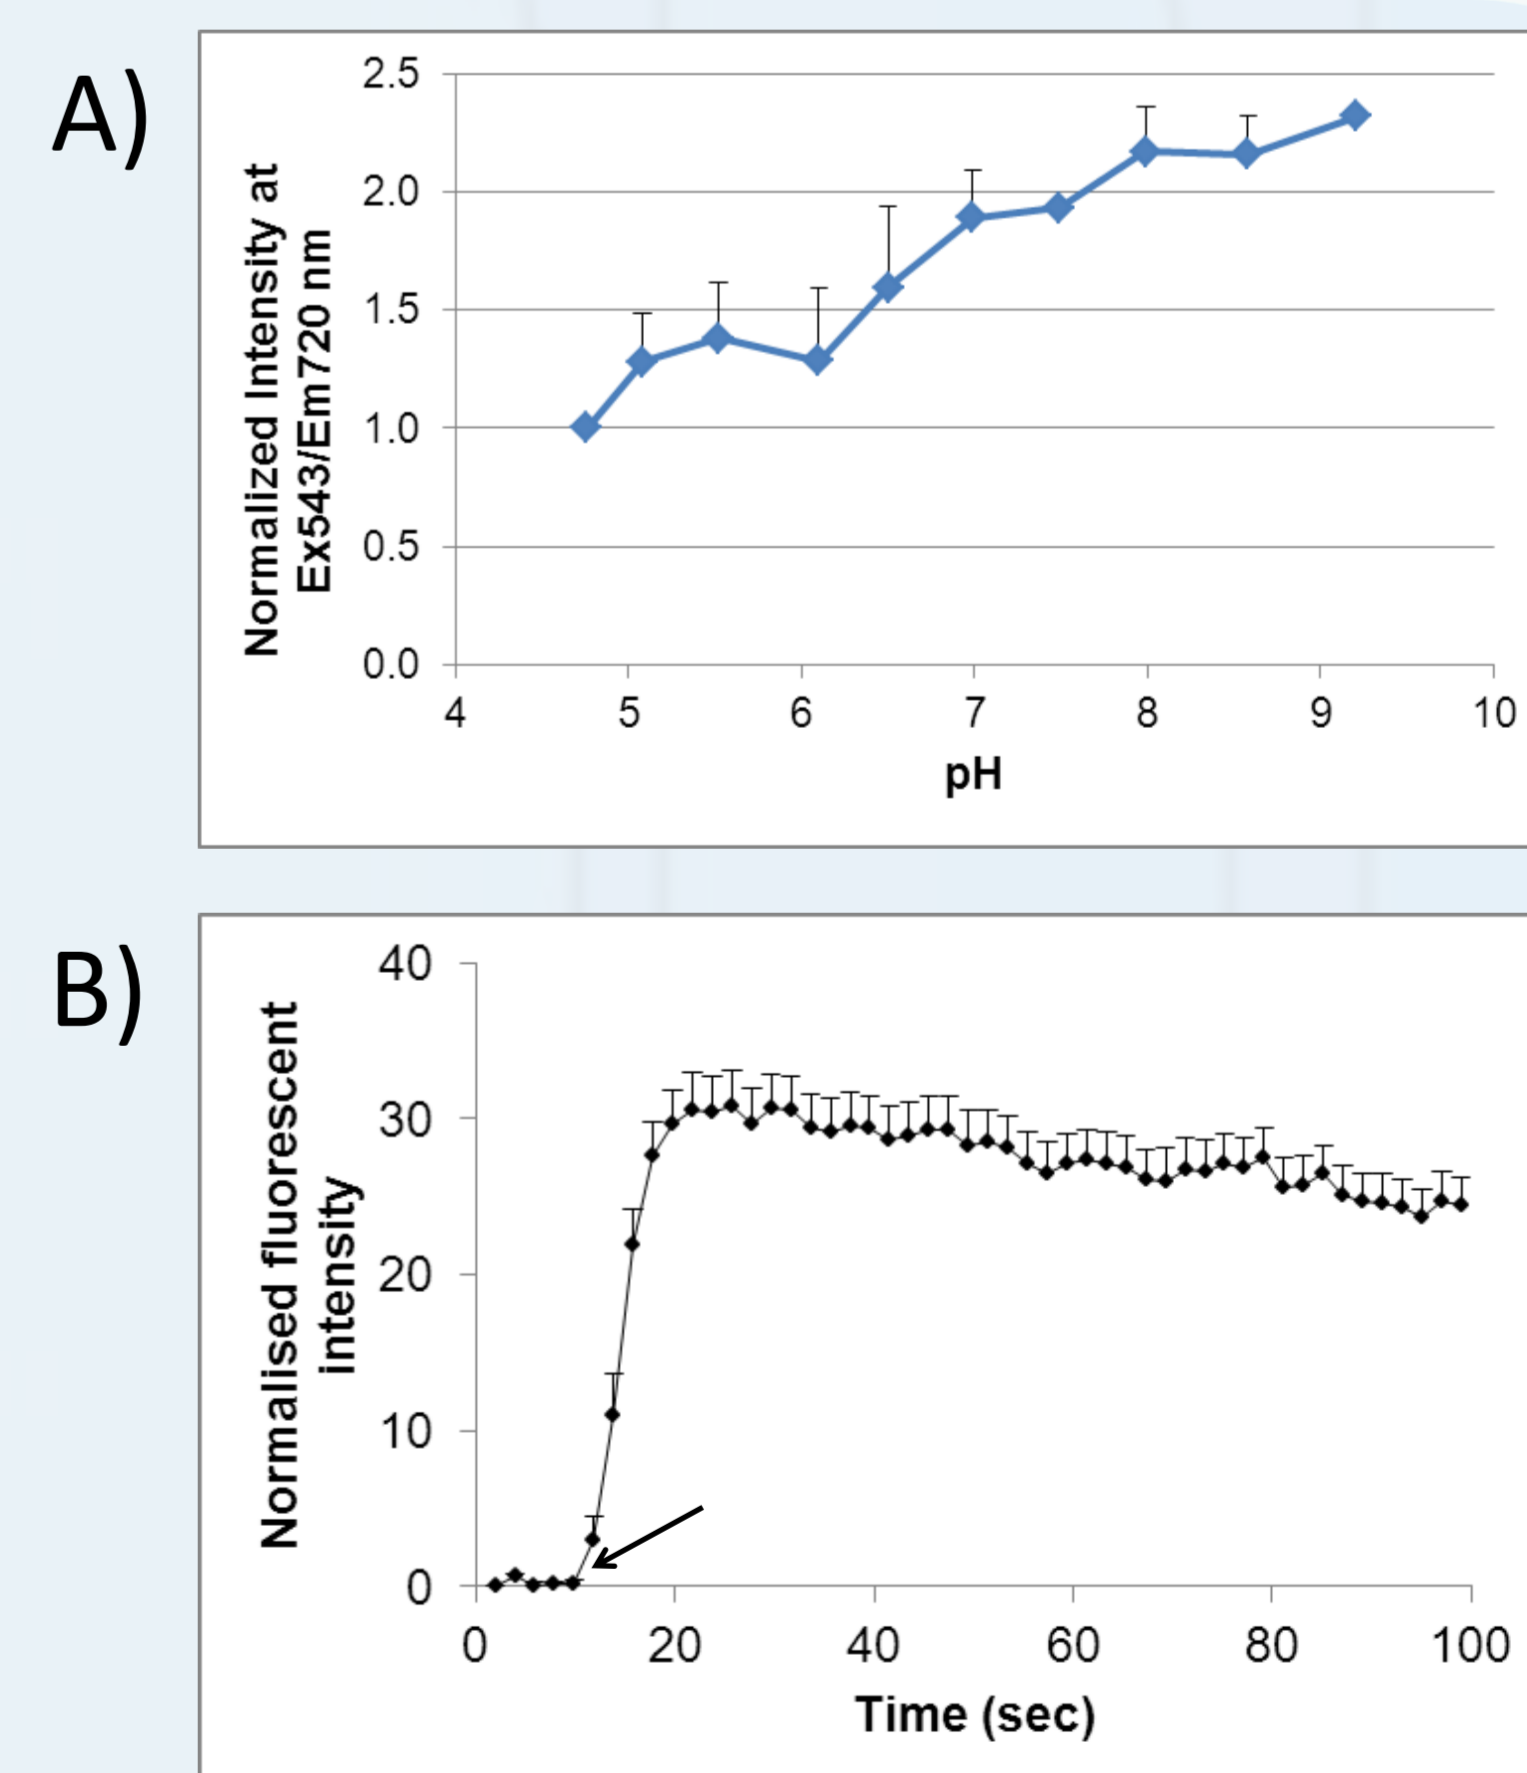 A)
Normalized Intensity at
Ex543/Em720 nm
2.5
2.0
1.5
1.0
0.5
0.0
4 5 6 7 8 9 10
pH
B)
Normalised fluorescent
intensity
40
30
20
10
0
0 20 40 60 80 100
Time (sec)